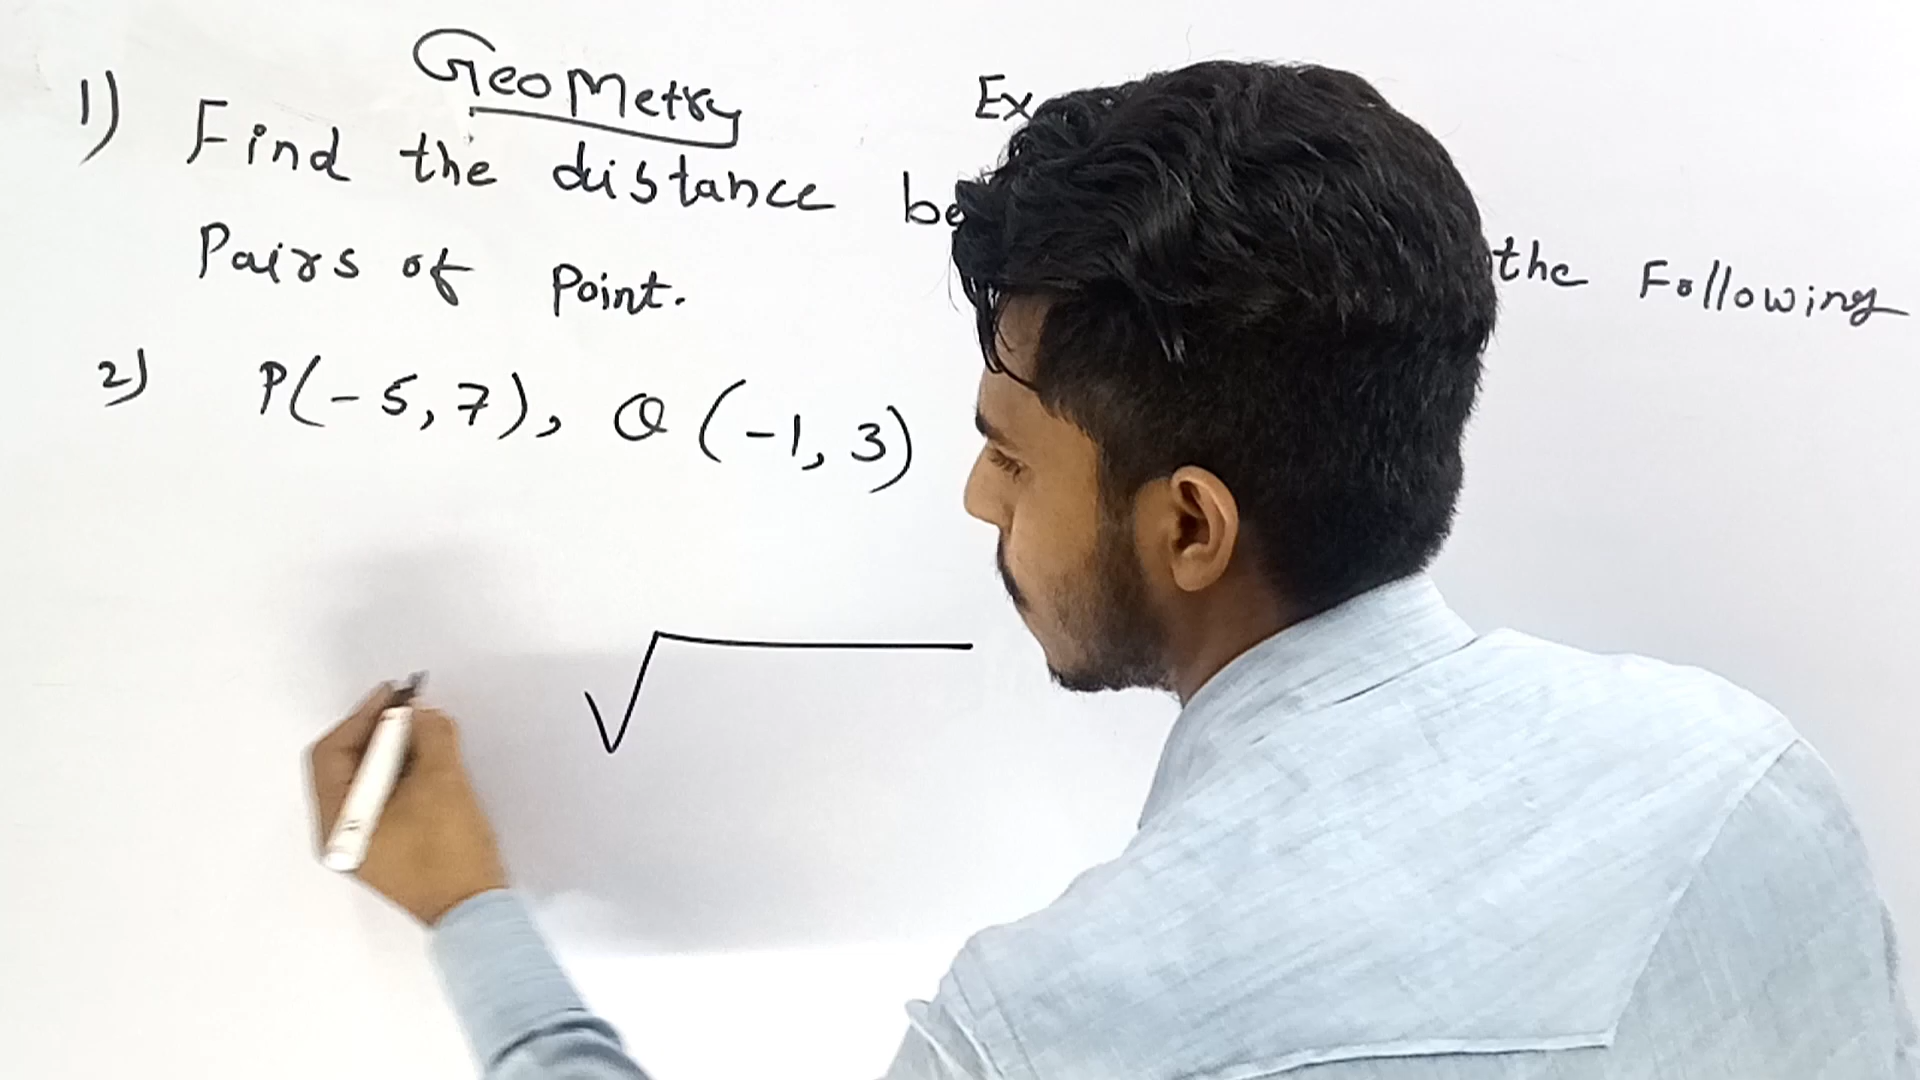 Geometry
Ex
1) Find the distance be the Following
Pairs of Point.
2) P(-5,7), Q (-1,3)
√